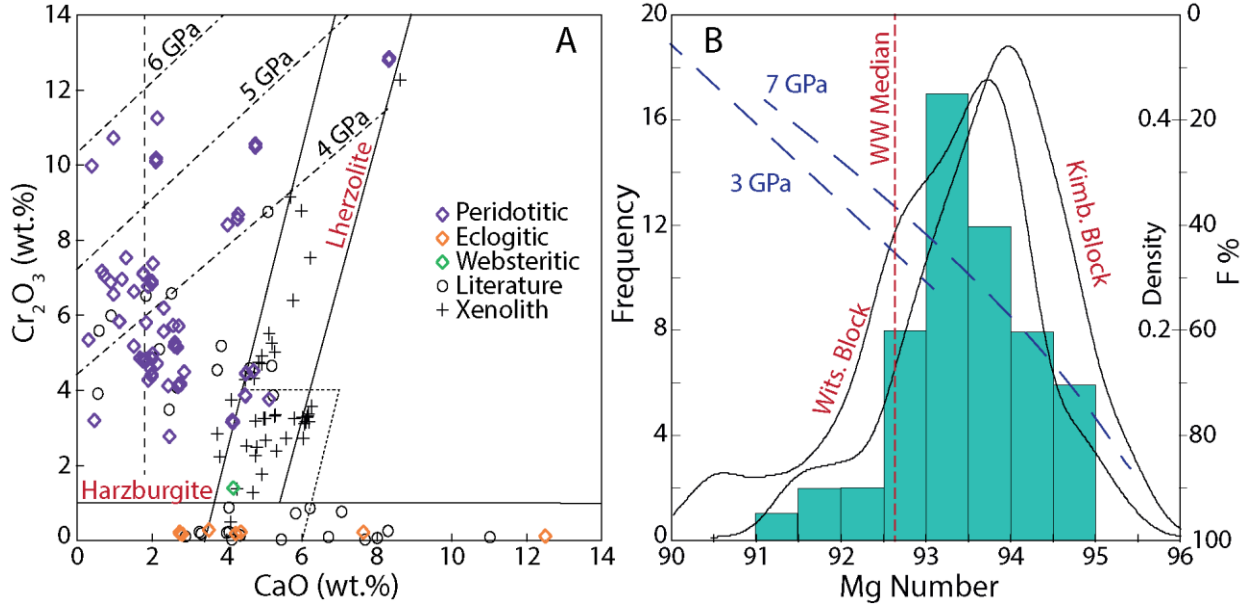 A
14
12
10
8
6
4
2
0
Cr2O3 (wt.%)
0
2
4
6
8
10
12
14
CaO (wt.%)
6 GPa
5 GPa
4 GPa
Lherzolite
Harzburgite
Peridotitic
Eclogitic
Websteritic
Literature
Xenolith
B
20
16
12
8
4
Frequency
90
91
92
93
94
95
96
Mg Number
0
20
40
60
80
100
F %
0.4
0.2
Density
7 GPa
3 GPa
WW Median
Wits. Block
Kimb. Block